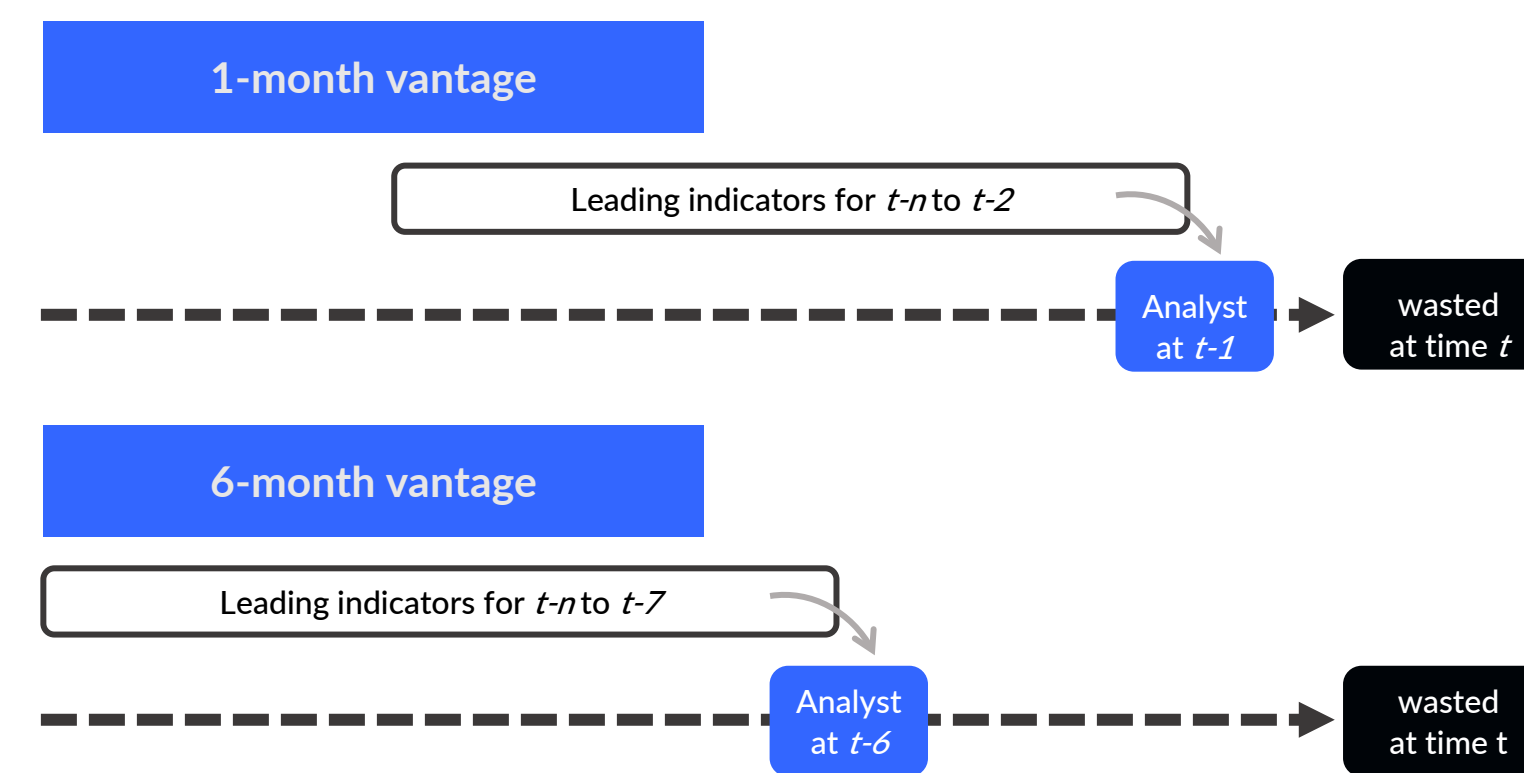 1-month vantage
Leading indicators for t-n to t-2
Analyst
at t-1
wasted
at time t
6-month vantage
Leading indicators for t-n to t-7
Analyst
at t-6
wasted
at time t